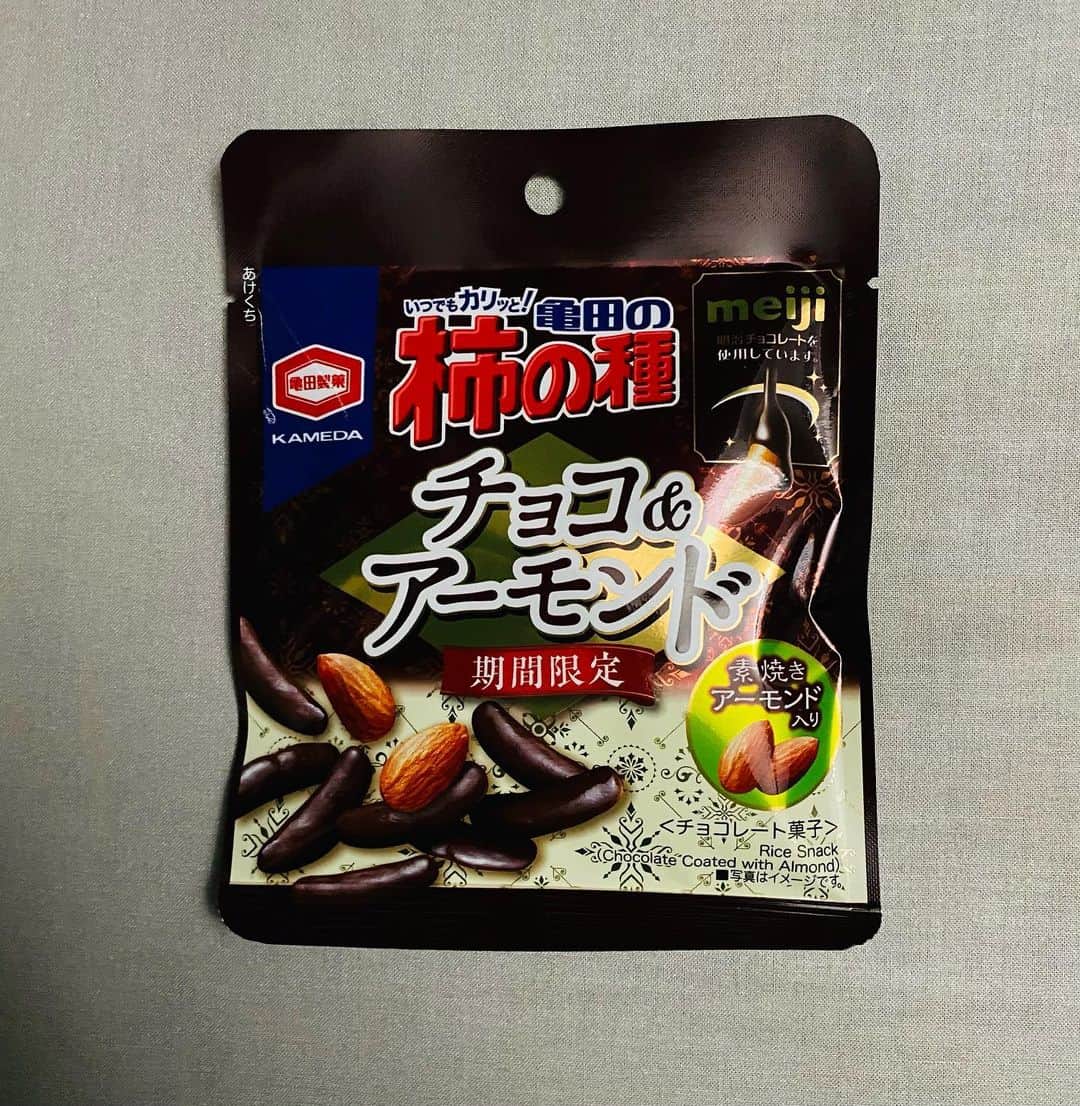 あけくち
亀田製菓
KAMEDA
いつでもカリッと!
亀田の
柿の種
meiji
明治チョコレートを
使用しています。
チョコ&
アーモンド
期間限定
素焼き
アーモンド
入り
<チョコレート菓子>
Rice Snack
(Chocolate Coated with Almond)
■写真はイメージです。